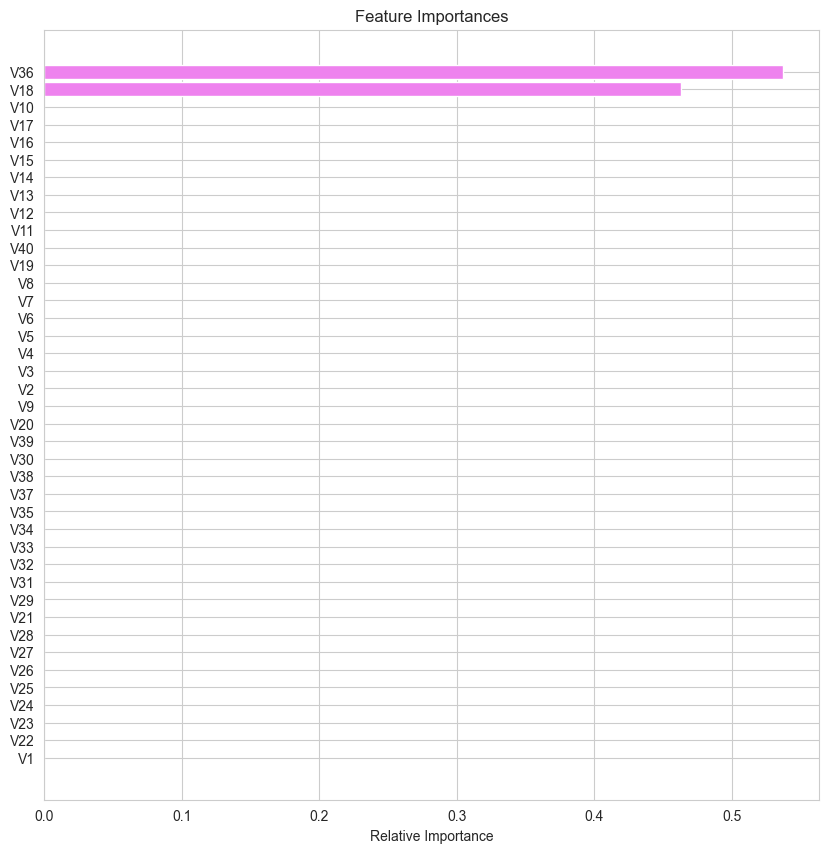 Feature Importances
V36
V18
V10
V17
V16
V15
V14
V13
V12
V11
V40
V19
V8
V7
V6
V5
V4
V3
V2
V9
V20
V39
V30
V38
V37
V35
V34
V33
V32
V31
V29
V21
V28
V27
V26
V25
V24
V23
V22
V1
0.0 0.1 0.2 0.3 0.4 0.5
Relative Importance